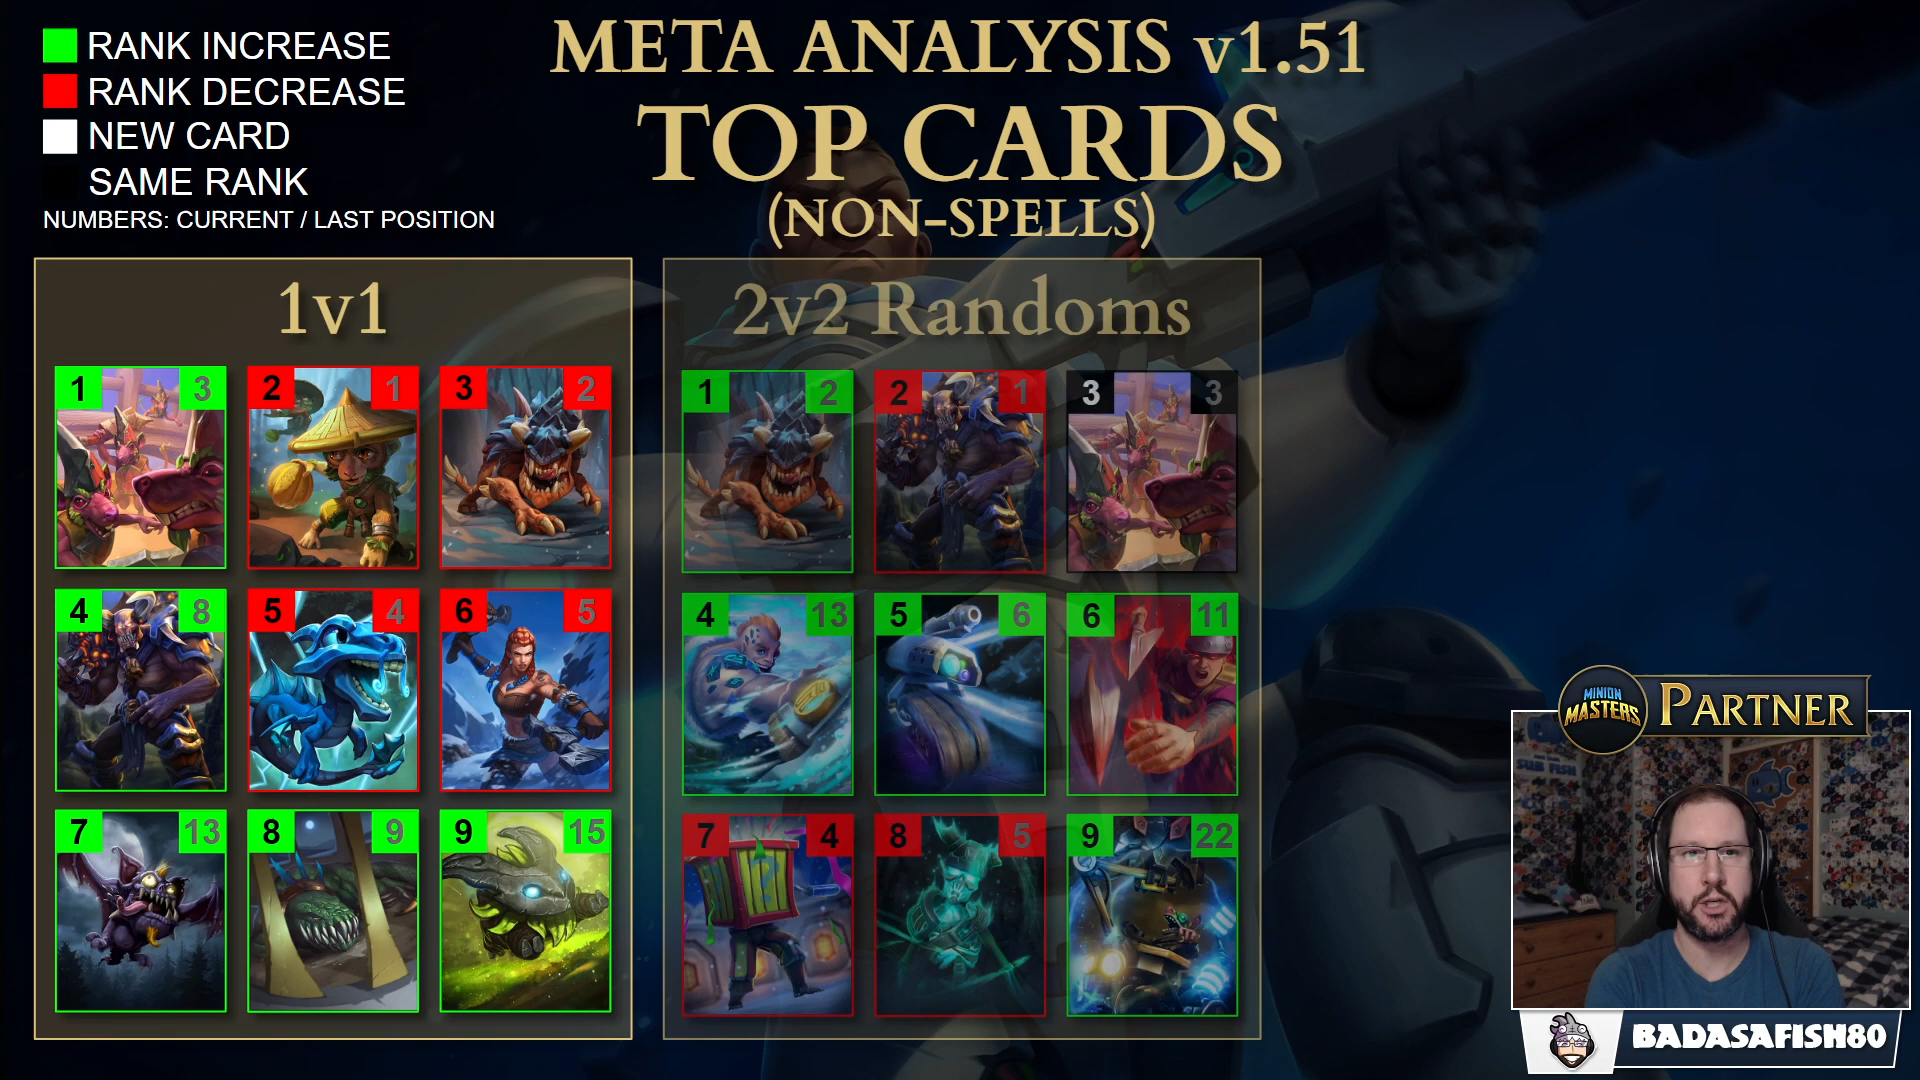 RANK INCREASE
RANK DECREASE
NEW CARD
SAME RANK
NUMBERS: CURRENT / LAST POSITION
META ANALYSIS v1.51
TOP CARDS
(NON-SPELLS)
1v1
1 3 2 1 3 2
4 8 5 4 6 5
7 13 8 9 9 15
2v2 Randoms
1 2 2 1 3 3
4 13 5 6 6 11
7 4 8 5 9 22
MINION
MASTERS
PARTNER
SUB FISH
BADASAFISH80